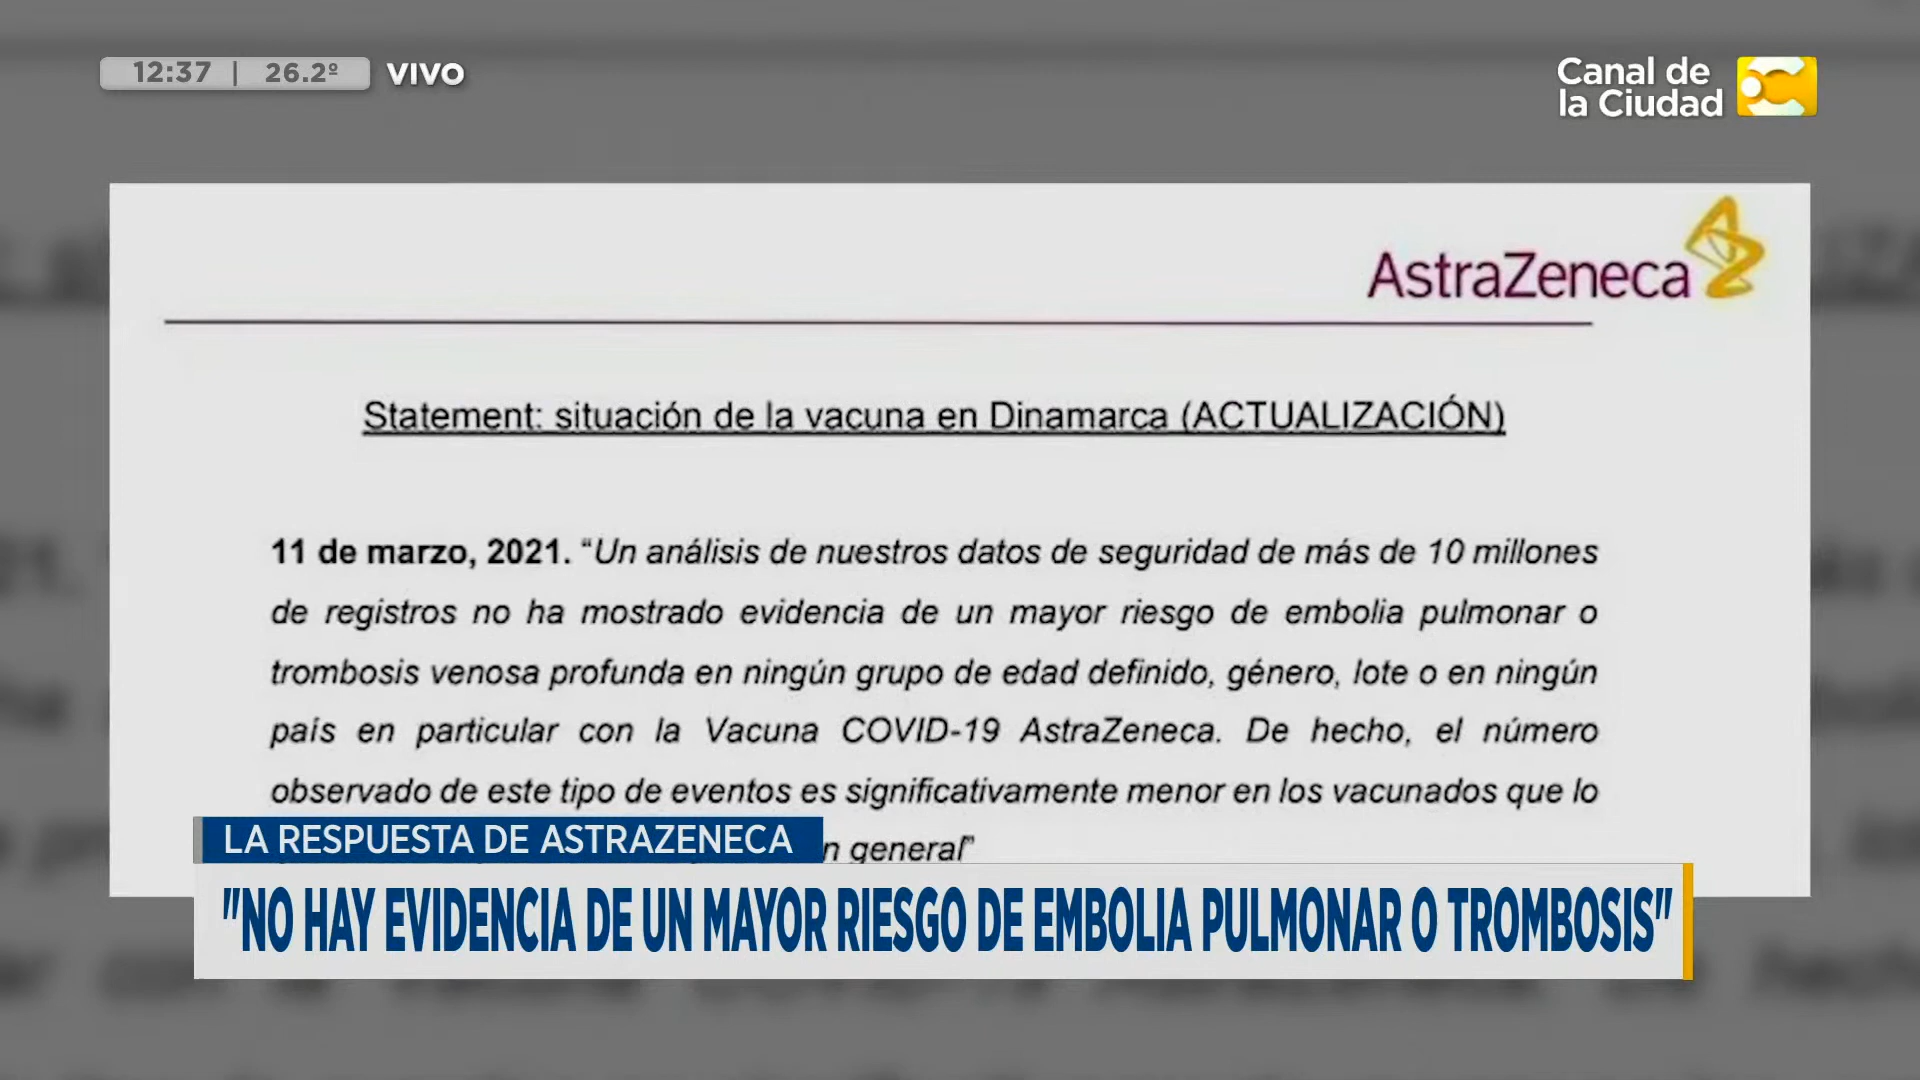 12:37 | 26.2º VIVO
Canal de
la Ciudad
AstraZeneca
Statement: situación de la vacuna en Dinamarca (ACTUALIZACIÓN)
11 de marzo, 2021. “Un análisis de nuestros datos de seguridad de más de 10 millones
de registros no ha mostrado evidencia de un mayor riesgo de embolia pulmonar o
trombosis venosa profunda en ningún grupo de edad definido, género, lote o en ningún
país en particular con la Vacuna COVID-19 AstraZeneca. De hecho, el número
observado de este tipo de eventos es significativamente menor en los vacunados que lo
general”
LA RESPUESTA DE ASTRAZENECA
"NO HAY EVIDENCIA DE UN MAYOR RIESGO DE EMBOLIA PULMONAR O TROMBOSIS"